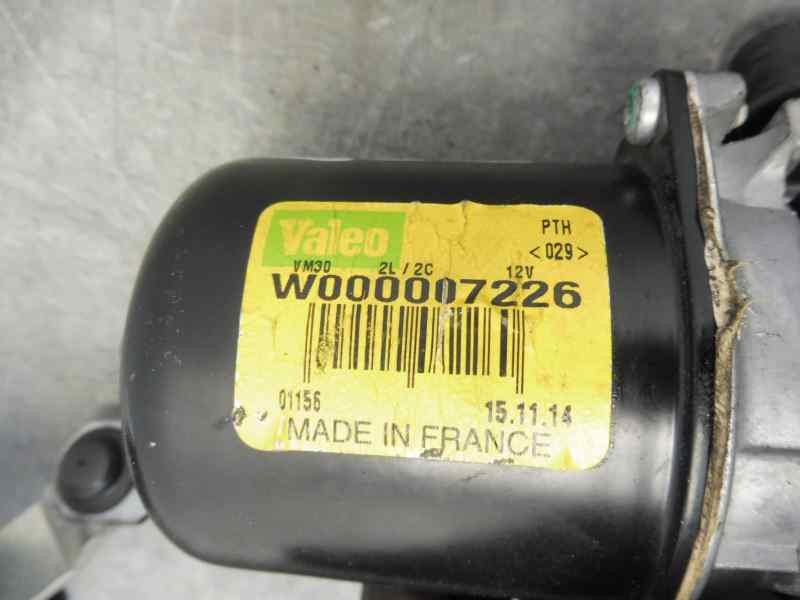 Valeo
PTH
<029>
VM30 2L/2C 12V
W000007226
01156 15.11.14
MADE IN FRANCE